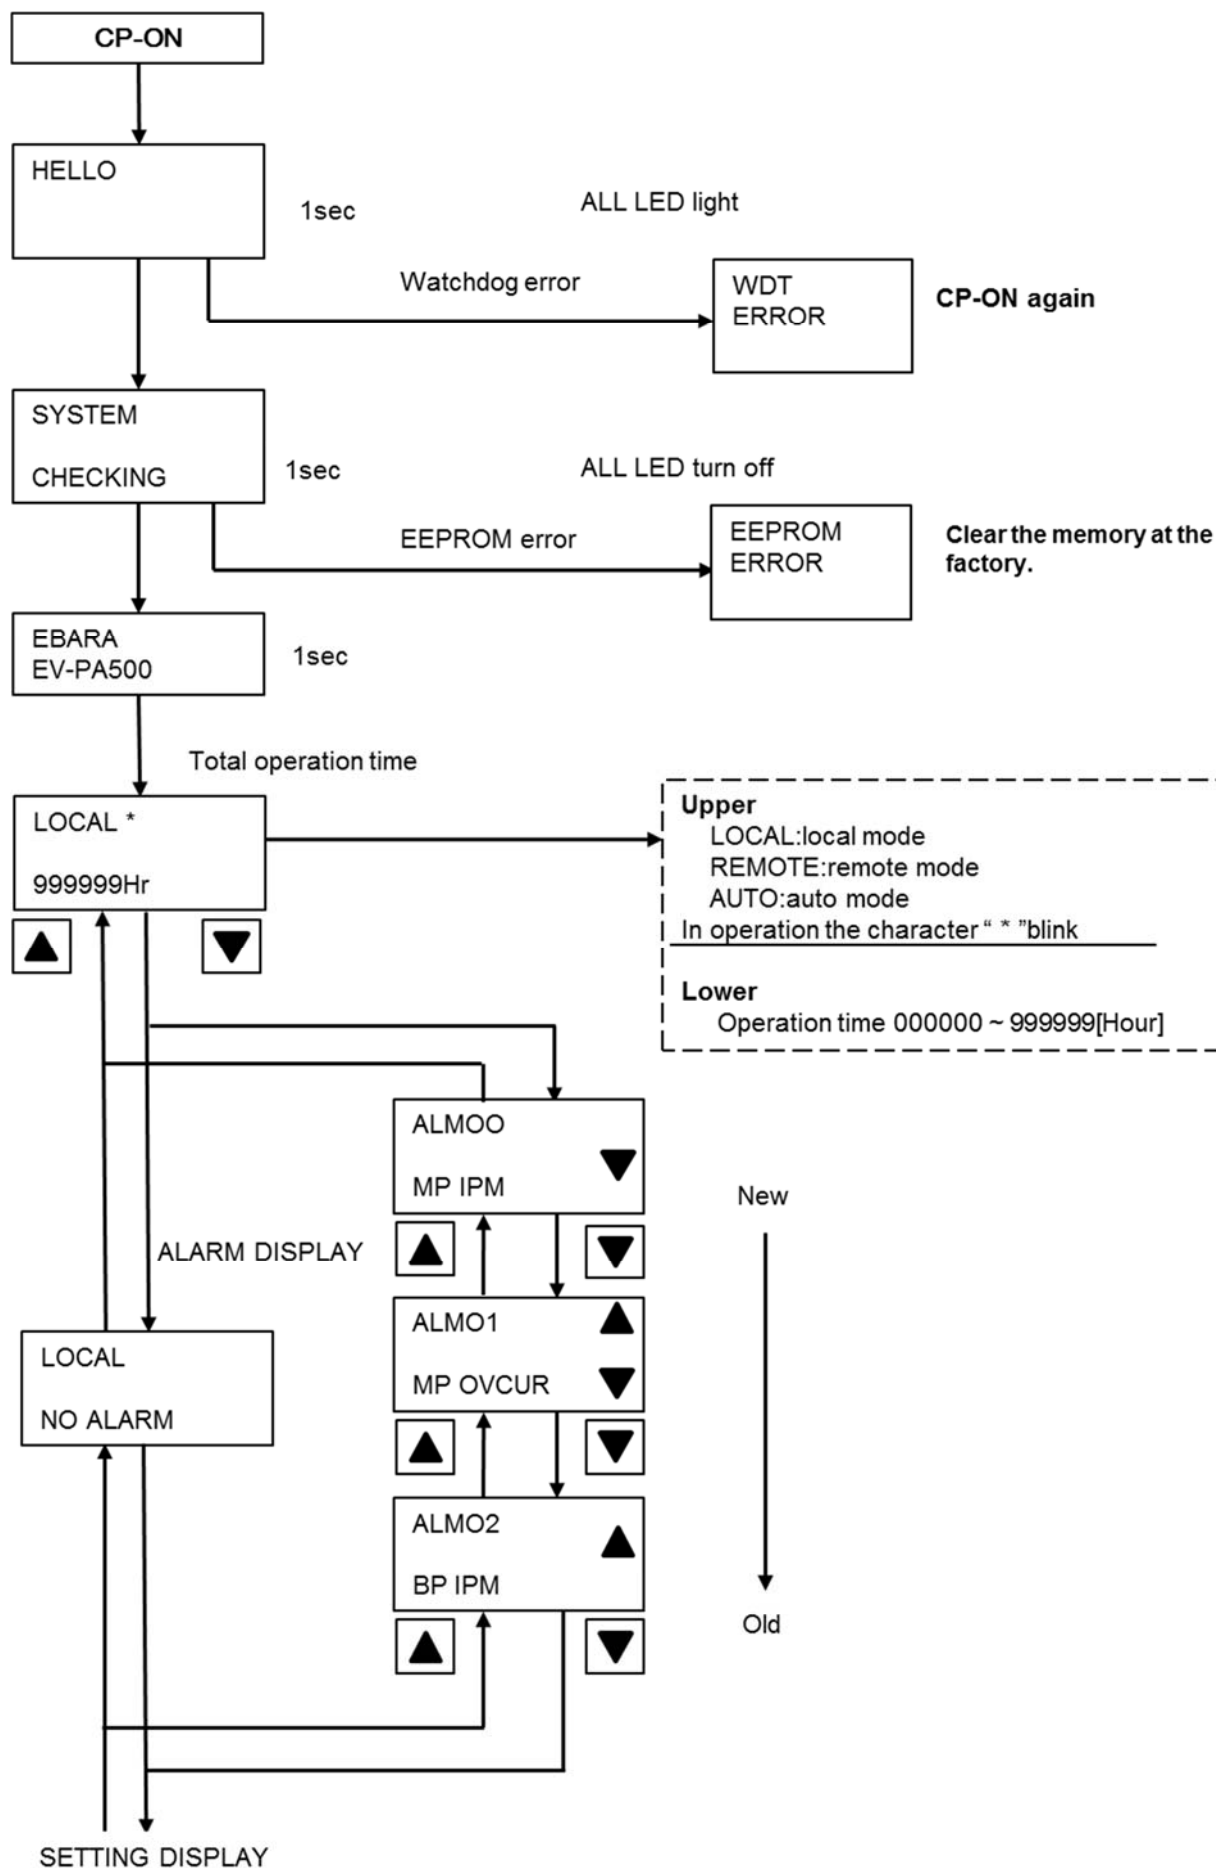 CP-ON
HELLO
1sec
ALL LED light
Watchdog error
WDT
ERROR
CP-ON again
SYSTEM
CHECKING
1sec
ALL LED turn off
EEPROM error
EEPROM
ERROR
Clear the memory at the
factory.
EBARA
EV-PA500
1sec
Total operation time
LOCAL *
999999Hr
Upper
LOCAL:local mode
REMOTE:remote mode
AUTO:auto mode
In operation the character “ * ”blink
Lower
Operation time 000000 ~ 999999[Hour]
ALMOO
MP IPM
New
ALARM DISPLAY
ALMO1
MP OVCUR
LOCAL
NO ALARM
ALMO2
BP IPM
Old
SETTING DISPLAY